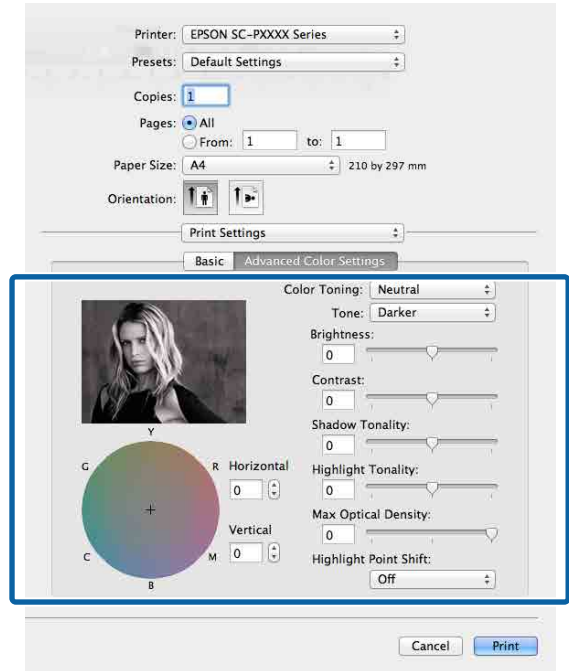 Printer: EPSON SC-PXXXX Series
Presets: Default Settings
Copies: 1
Pages: All
From: 1 to: 1
Paper Size: A4 210 by 297 mm
Orientation:
Print Settings
Basic Advanced Color Settings
Color Toning: Neutral
Tone: Darker
Brightness:
0
Contrast:
0
Shadow Tonality:
0
Highlight Tonality:
0
Max Optical Density:
0
Highlight Point Shift:
Off
Y
G R
C M
B
Horizontal
0
Vertical
0
Cancel Print